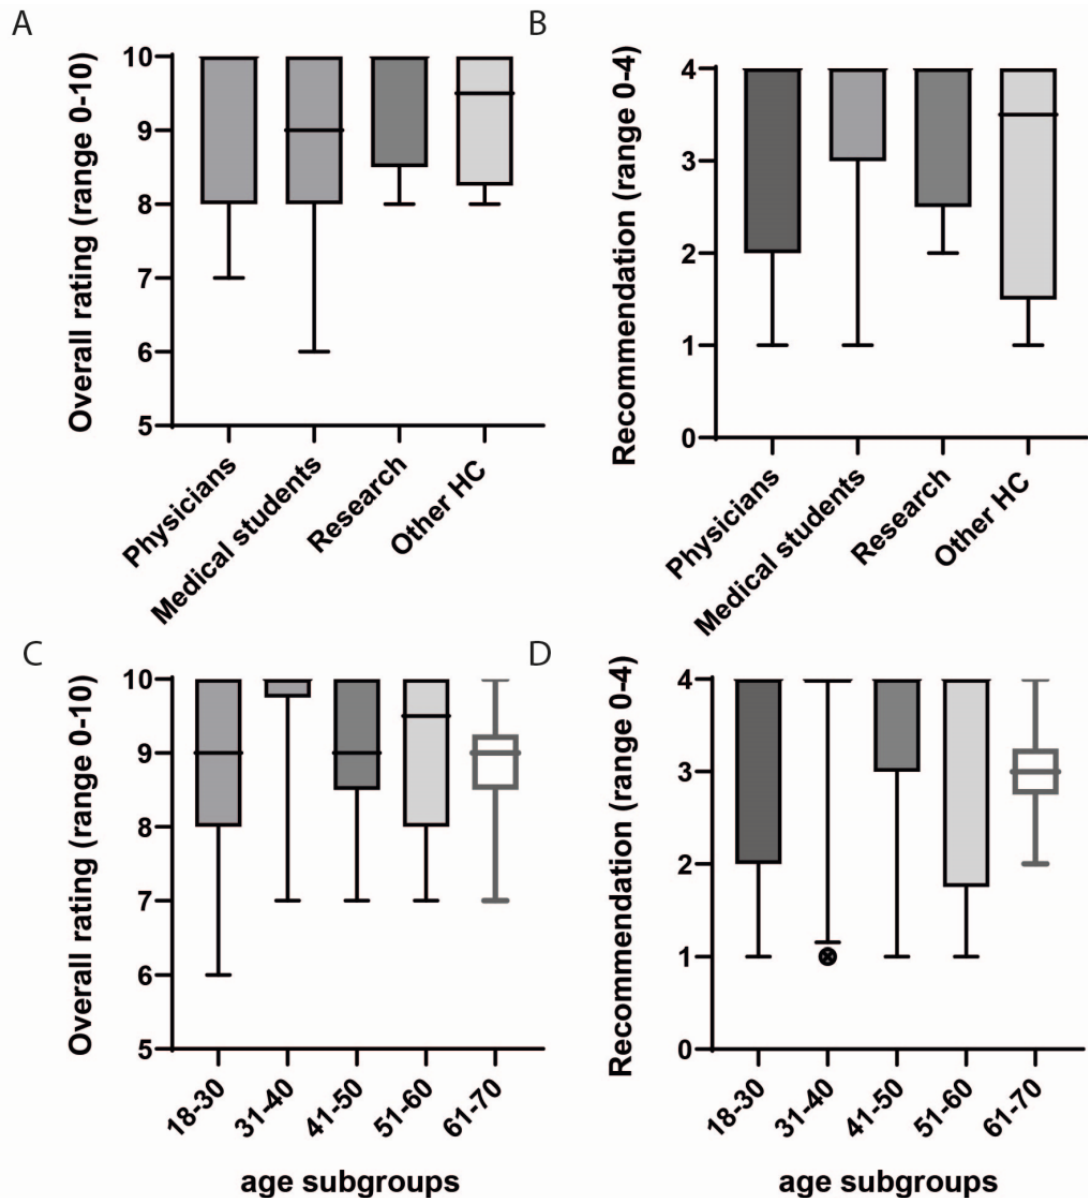 A
Overall rating (range 0-10)
10
9
8
7
6
5
Physicians
Medical students
Research
Other HC
B
Recommendation (range 0-4)
4
3
2
1
0
Physicians
Medical students
Research
Other HC
C
Overall rating (range 0-10)
10
9
8
7
6
5
18-30
31-40
41-50
51-60
61-70
age subgroups
D
Recommendation (range 0-4)
4
3
2
1
0
18-30
31-40
41-50
51-60
61-70
age subgroups